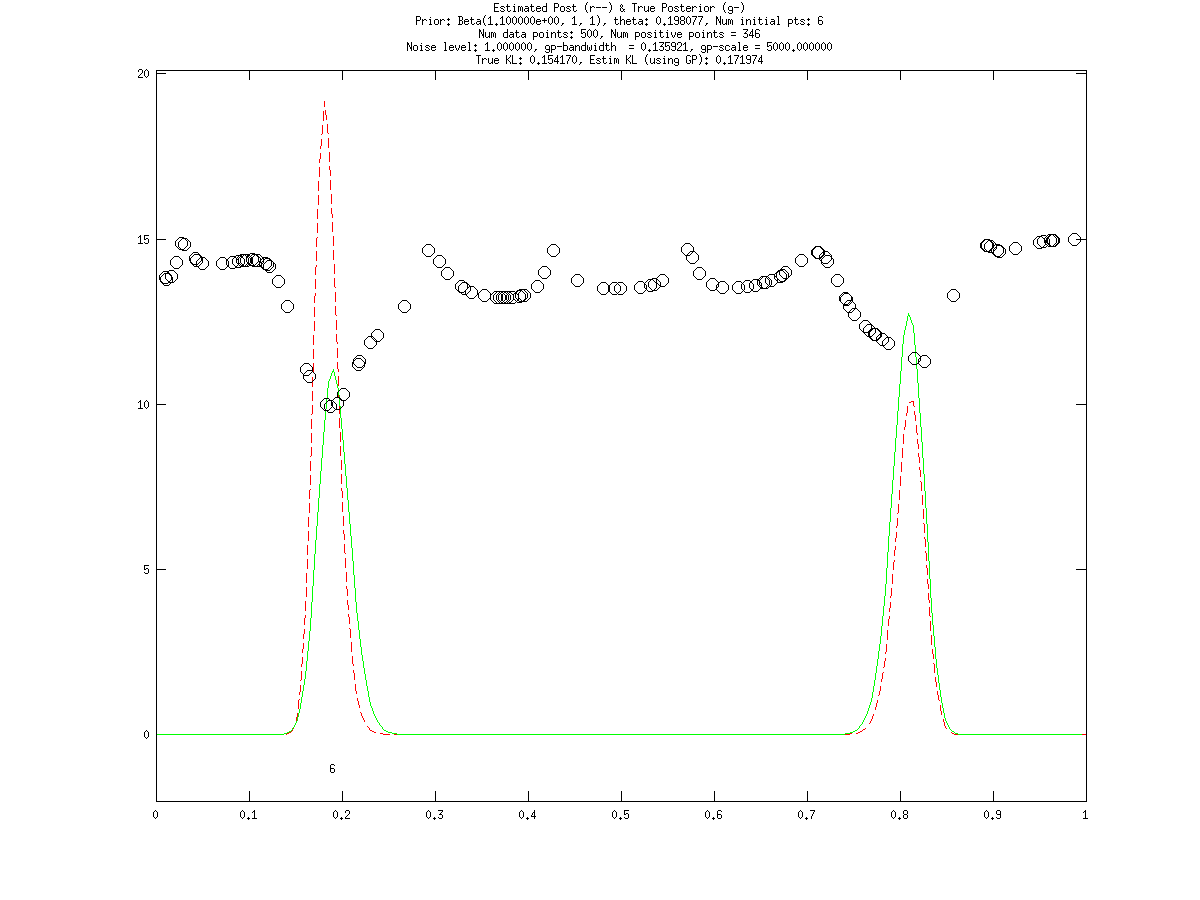 Estimated Post (r--) & True Posterior (g-)
Prior: Beta(1.100000e+00, 1, 1), theta: 0.198077, Num initial pts: 6
Num data points: 500, Num positive points = 346
Noise level: 1.000000, gp-bandwidth  = 0.135921, gp-scale = 5000.000000
True KL: 0.154170, Estim KL (using GP): 0.171974
20
15
10
5
0
6
0 0.1 0.2 0.3 0.4 0.5 0.6 0.7 0.8 0.9 1